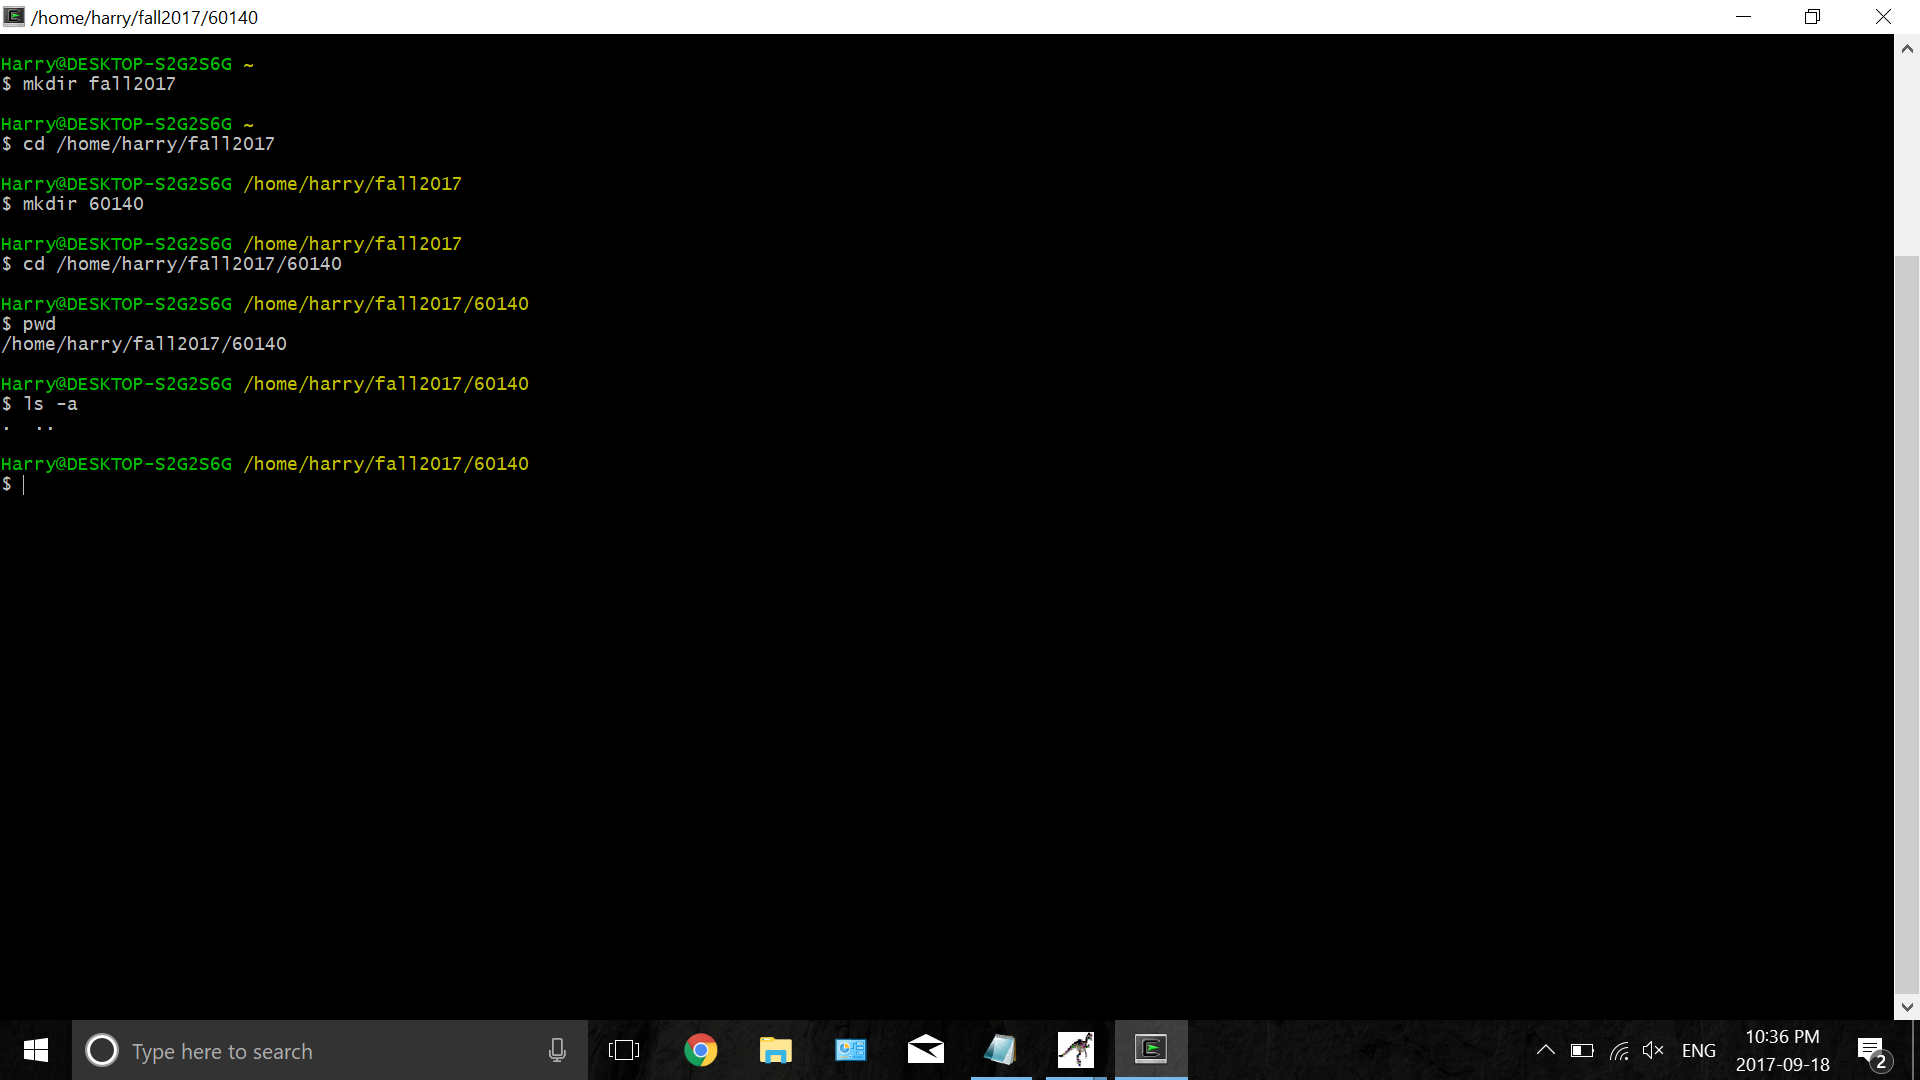 /home/harry/fall2017/60140
Harry@DESKTOP-S2G2S6G ~
$ mkdir fall2017
Harry@DESKTOP-S2G2S6G ~
$ cd /home/harry/fall2017
Harry@DESKTOP-S2G2S6G /home/harry/fall2017
$ mkdir 60140
Harry@DESKTOP-S2G2S6G /home/harry/fall2017
$ cd /home/harry/fall2017/60140
Harry@DESKTOP-S2G2S6G /home/harry/fall2017/60140
$ pwd
/home/harry/fall2017/60140
Harry@DESKTOP-S2G2S6G /home/harry/fall2017/60140
$ ls -a
.  ..
Harry@DESKTOP-S2G2S6G /home/harry/fall2017/60140
$
Type here to search
ENG
10:36 PM
2017-09-18
2